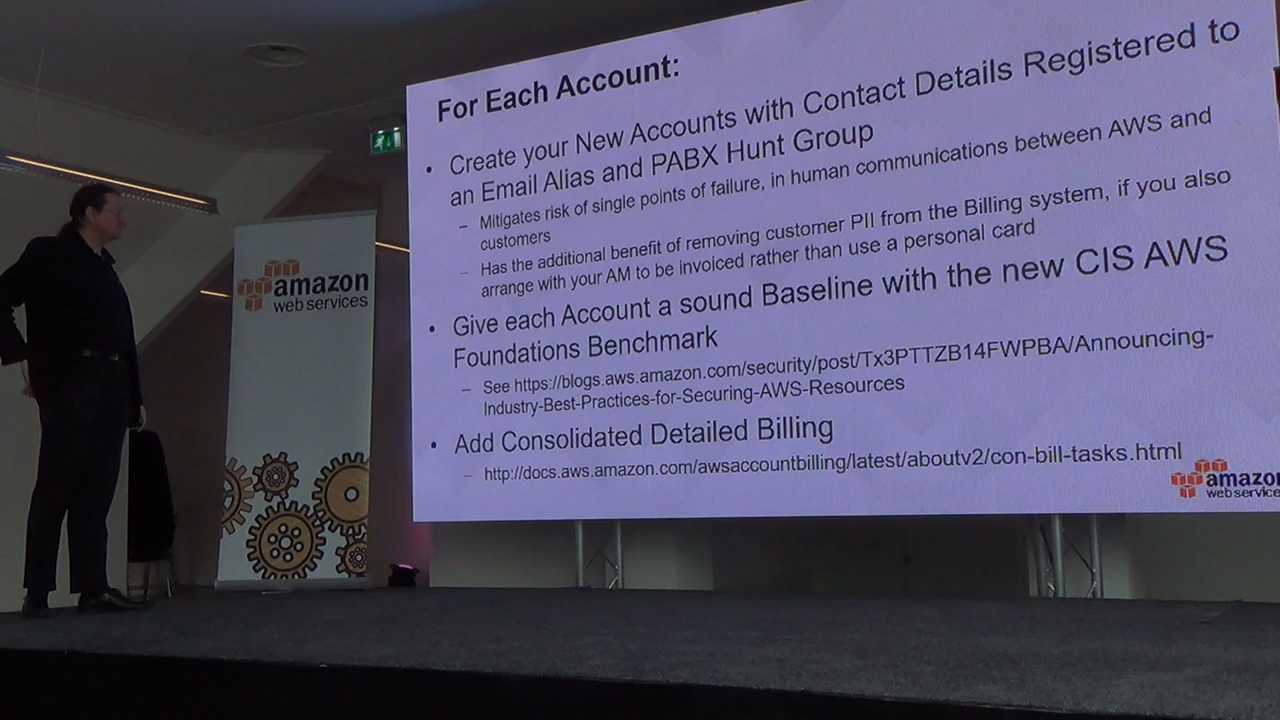 For Each Account:
• Create your New Accounts with Contact Details Registered to
an Email Alias and PABX Hunt Group
– Mitigates risk of single points of failure, in human communications between AWS and
customers
– Has the additional benefit of removing customer PII from the Billing system, if you also
arrange with your AM to be invoiced rather than use a personal card
• Give each Account a sound Baseline with the new CIS AWS
Foundations Benchmark
– See https://blogs.aws.amazon.com/security/post/Tx3PTTZB14FWPBA/Announcing-
Industry-Best-Practices-for-Securing-AWS-Resources
• Add Consolidated Detailed Billing
– http://docs.aws.amazon.com/awsaccountbilling/latest/aboutv2/con-bill-tasks.html
amazon
web service
amazon
web services